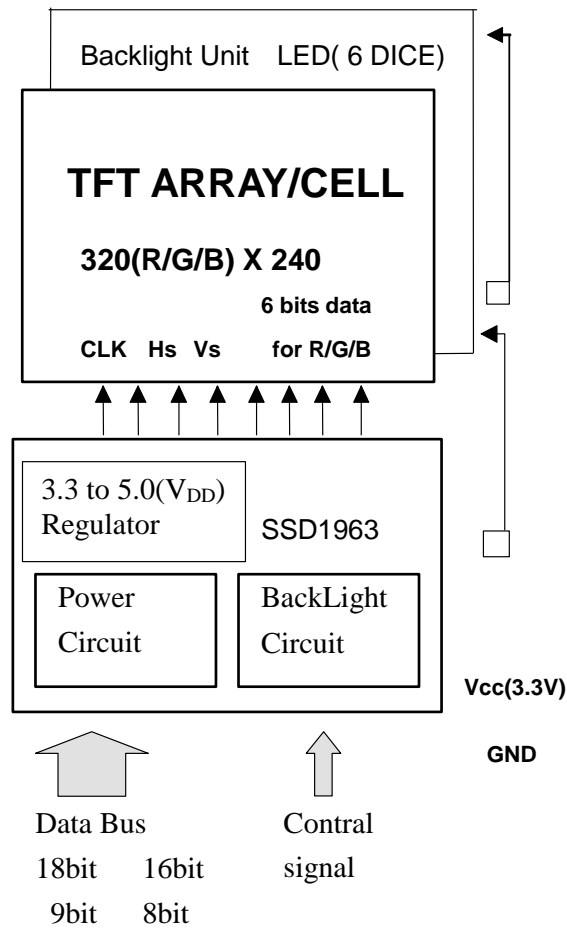 Backlight Unit LED( 6 DICE)
TFT ARRAY/CELL
320(R/G/B) X 240
6 bits data
CLK Hs Vs for R/G/B
3.3 to 5.0(VDD)
Regulator
SSD1963
Power
Circuit
BackLight
Circuit
Vcc(3.3V)
GND
Data Bus
18bit 16bit
9bit 8bit
Contral
signal